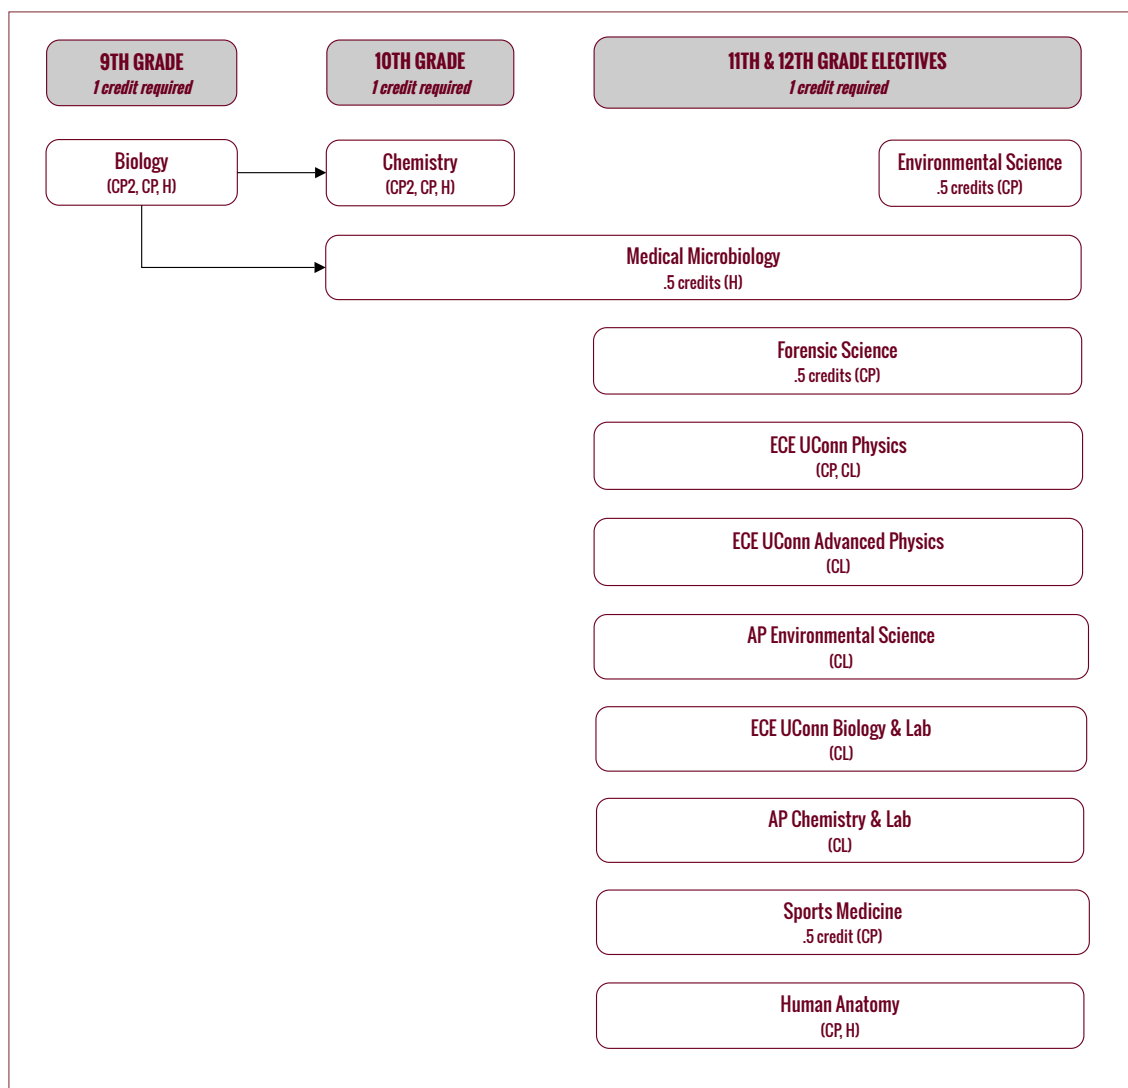 9TH GRADE
1 credit required
10TH GRADE
1 credit required
11TH & 12TH GRADE ELECTIVES
1 credit required
Biology
(CP2, CP, H)
Chemistry
(CP2, CP, H)
Environmental Science
.5 credits (CP)
Medical Microbiology
.5 credits (H)
Forensic Science
.5 credits (CP)
ECE UConn Physics
(CP, CL)
ECE UConn Advanced Physics
(CL)
AP Environmental Science
(CL)
ECE UConn Biology & Lab
(CL)
AP Chemistry & Lab
(CL)
Sports Medicine
.5 credit (CP)
Human Anatomy
(CP, H)